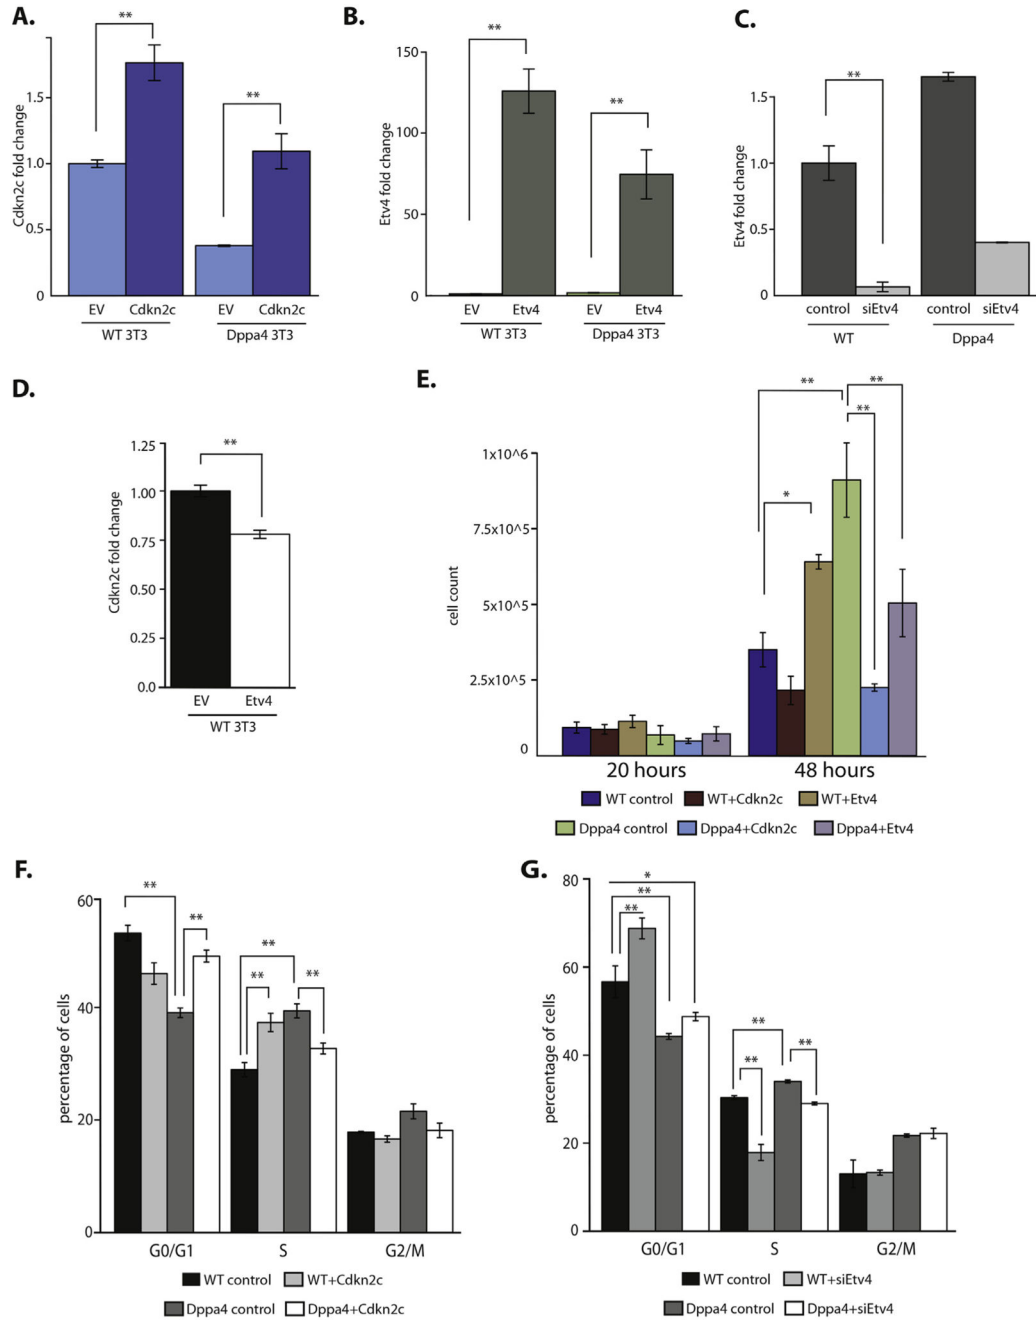 A.
**
**
Cdkn2c fold change
1.5
1.0
0.5
0
EV Cdkn2c EV Cdkn2c
WT 3T3 Dppa4 3T3
B.
**
**
Etv4 fold change
150
100
50
0
EV Etv4 EV Etv4
WT 3T3 Dppa4 3T3
C.
**
Etv4 fold change
1.5
1.0
0.5
0
control siEtv4 control siEtv4
WT Dppa4
D.
**
Cdkn2c fold change
1.25
1.00
0.75
0.50
0.25
0.0
EV Etv4
WT 3T3
E.
** **
**
*
cell count
1x10^6
7.5x10^5
5x10^5
2.5x10^5
0
20 hours 48 hours
WT control WT+Cdkn2c WT+Etv4
Dppa4 control Dppa4+Cdkn2c Dppa4+Etv4
F.
**
**
**
**
**
percentage of cells
60
40
20
0
G0/G1 S G2/M
WT control WT+Cdkn2c
Dppa4 control Dppa4+Cdkn2c
G.
*
**
**
**
**
**
percentage of cells
80
60
40
20
0
G0/G1 S G2/M
WT control WT+siEtv4
Dppa4 control Dppa4+siEtv4